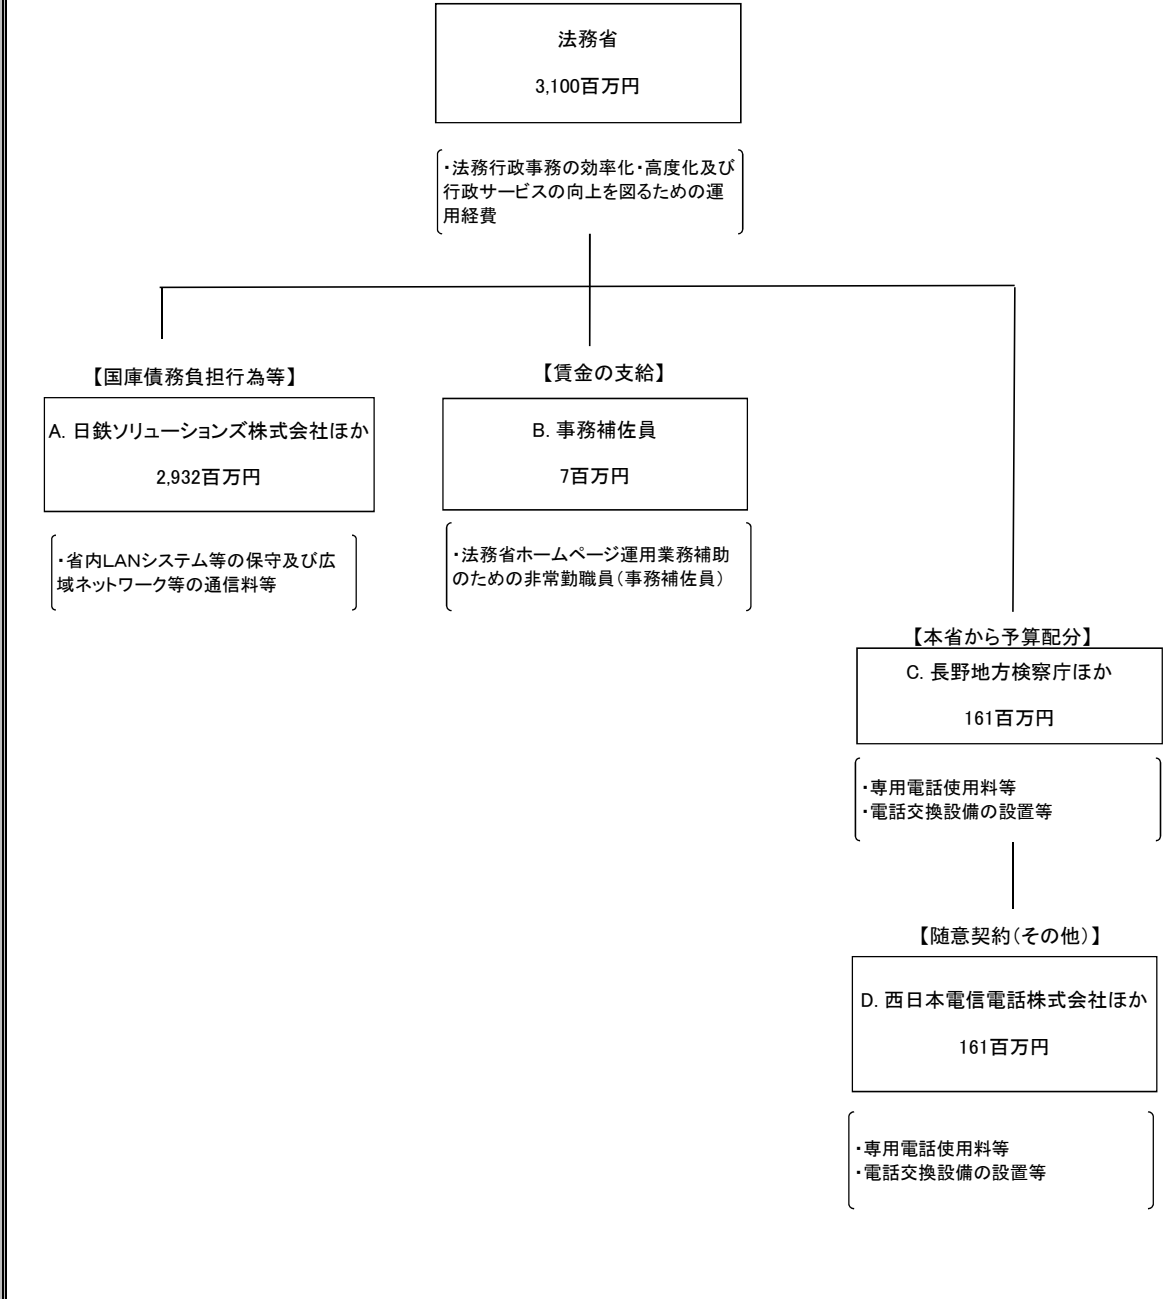 法務省
3,100百万円
・法務行政事務の効率化・高度化及び
行政サービスの向上を図るための運
用経費
【国庫債務負担行為等】
A. 日鉄ソリューションズ株式会社ほか
2,932百万円
・省内LANシステム等の保守及び広
域ネットワーク等の通信料等
【賃金の支給】
B. 事務補佐員
7百万円
・法務省ホームページ運用業務補助
のための非常勤職員（事務補佐員）
【本省から予算配分】
C. 長野地方検察庁ほか
161百万円
・専用電話使用料等
・電話交換設備の設置等
【随意契約（その他）】
D. 西日本電信電話株式会社ほか
161百万円
・専用電話使用料等
・電話交換設備の設置等